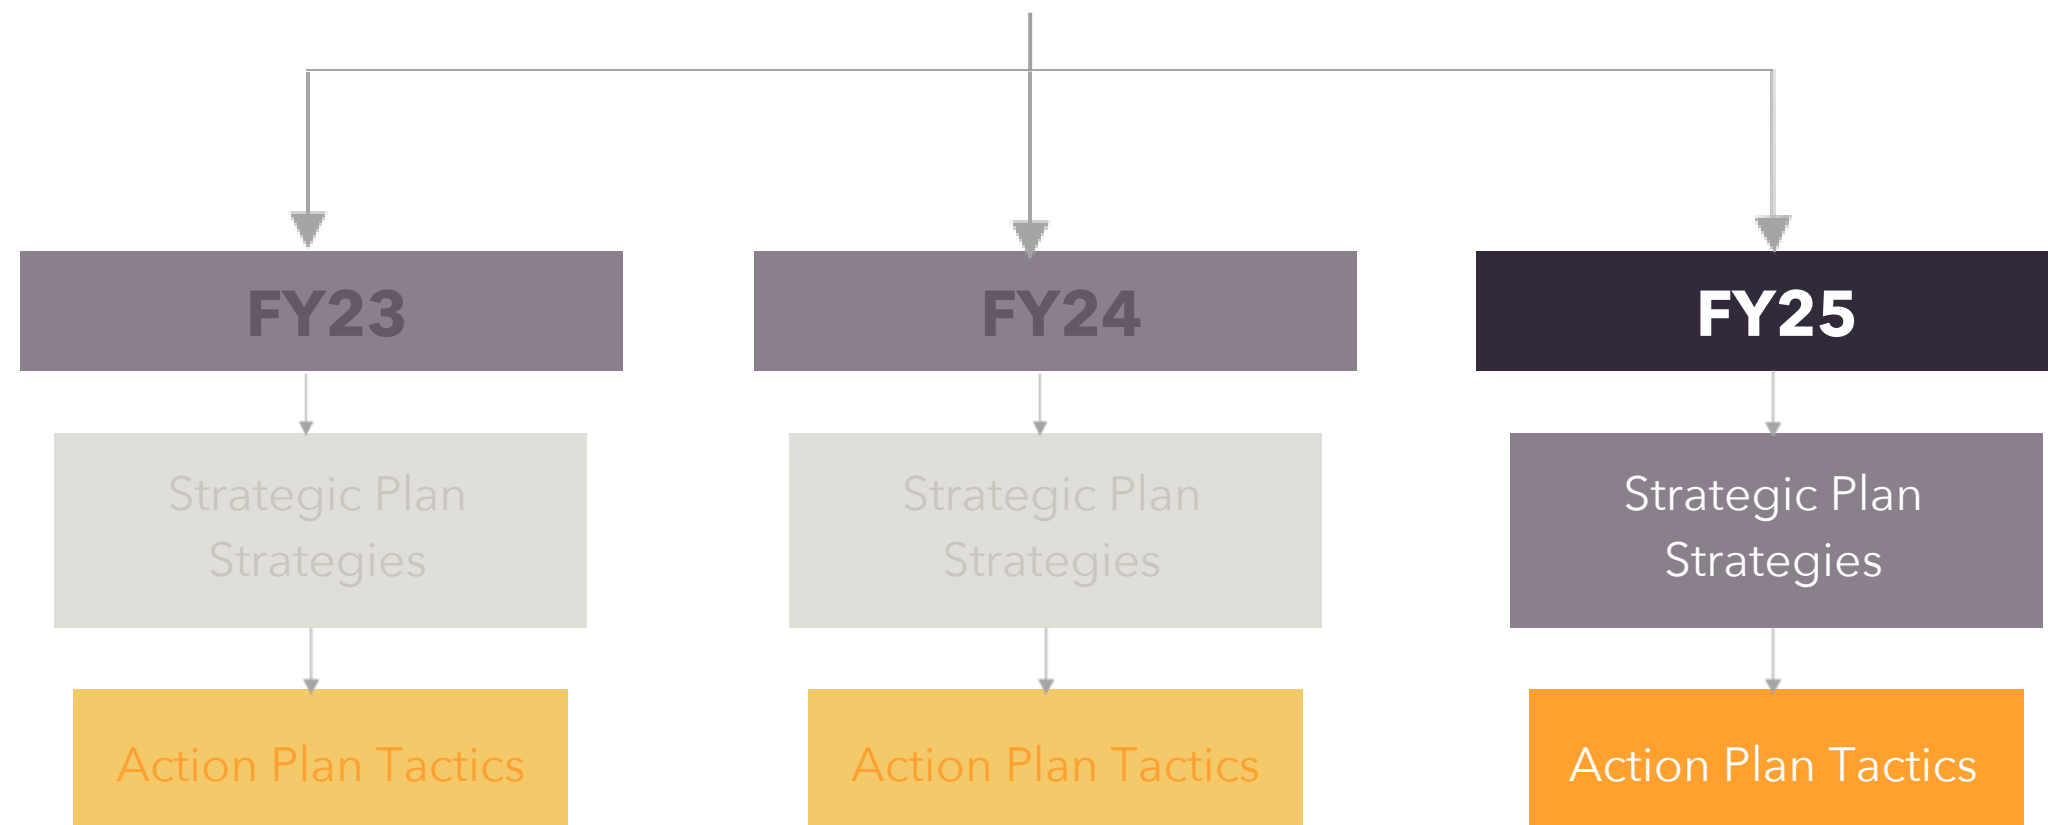 FY23
FY24
FY25
Strategic Plan
Strategies
Strategic Plan
Strategies
Strategic Plan
Strategies
Action Plan Tactics
Action Plan Tactics
Action Plan Tactics